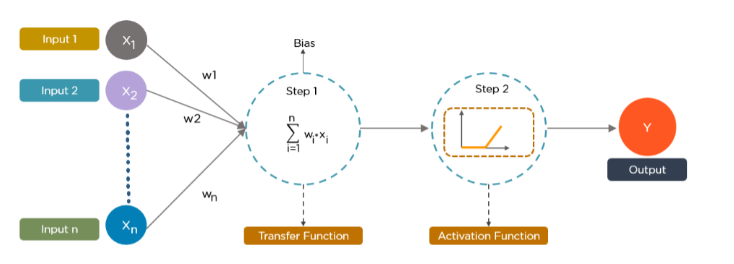 Input 1
X1
Input 2
X2
Input n
Xn
w1
w2
wn
Bias
Step 1
n
∑ wi*xi
i=1
Transfer Function
Step 2
Activation Function
Y
Output